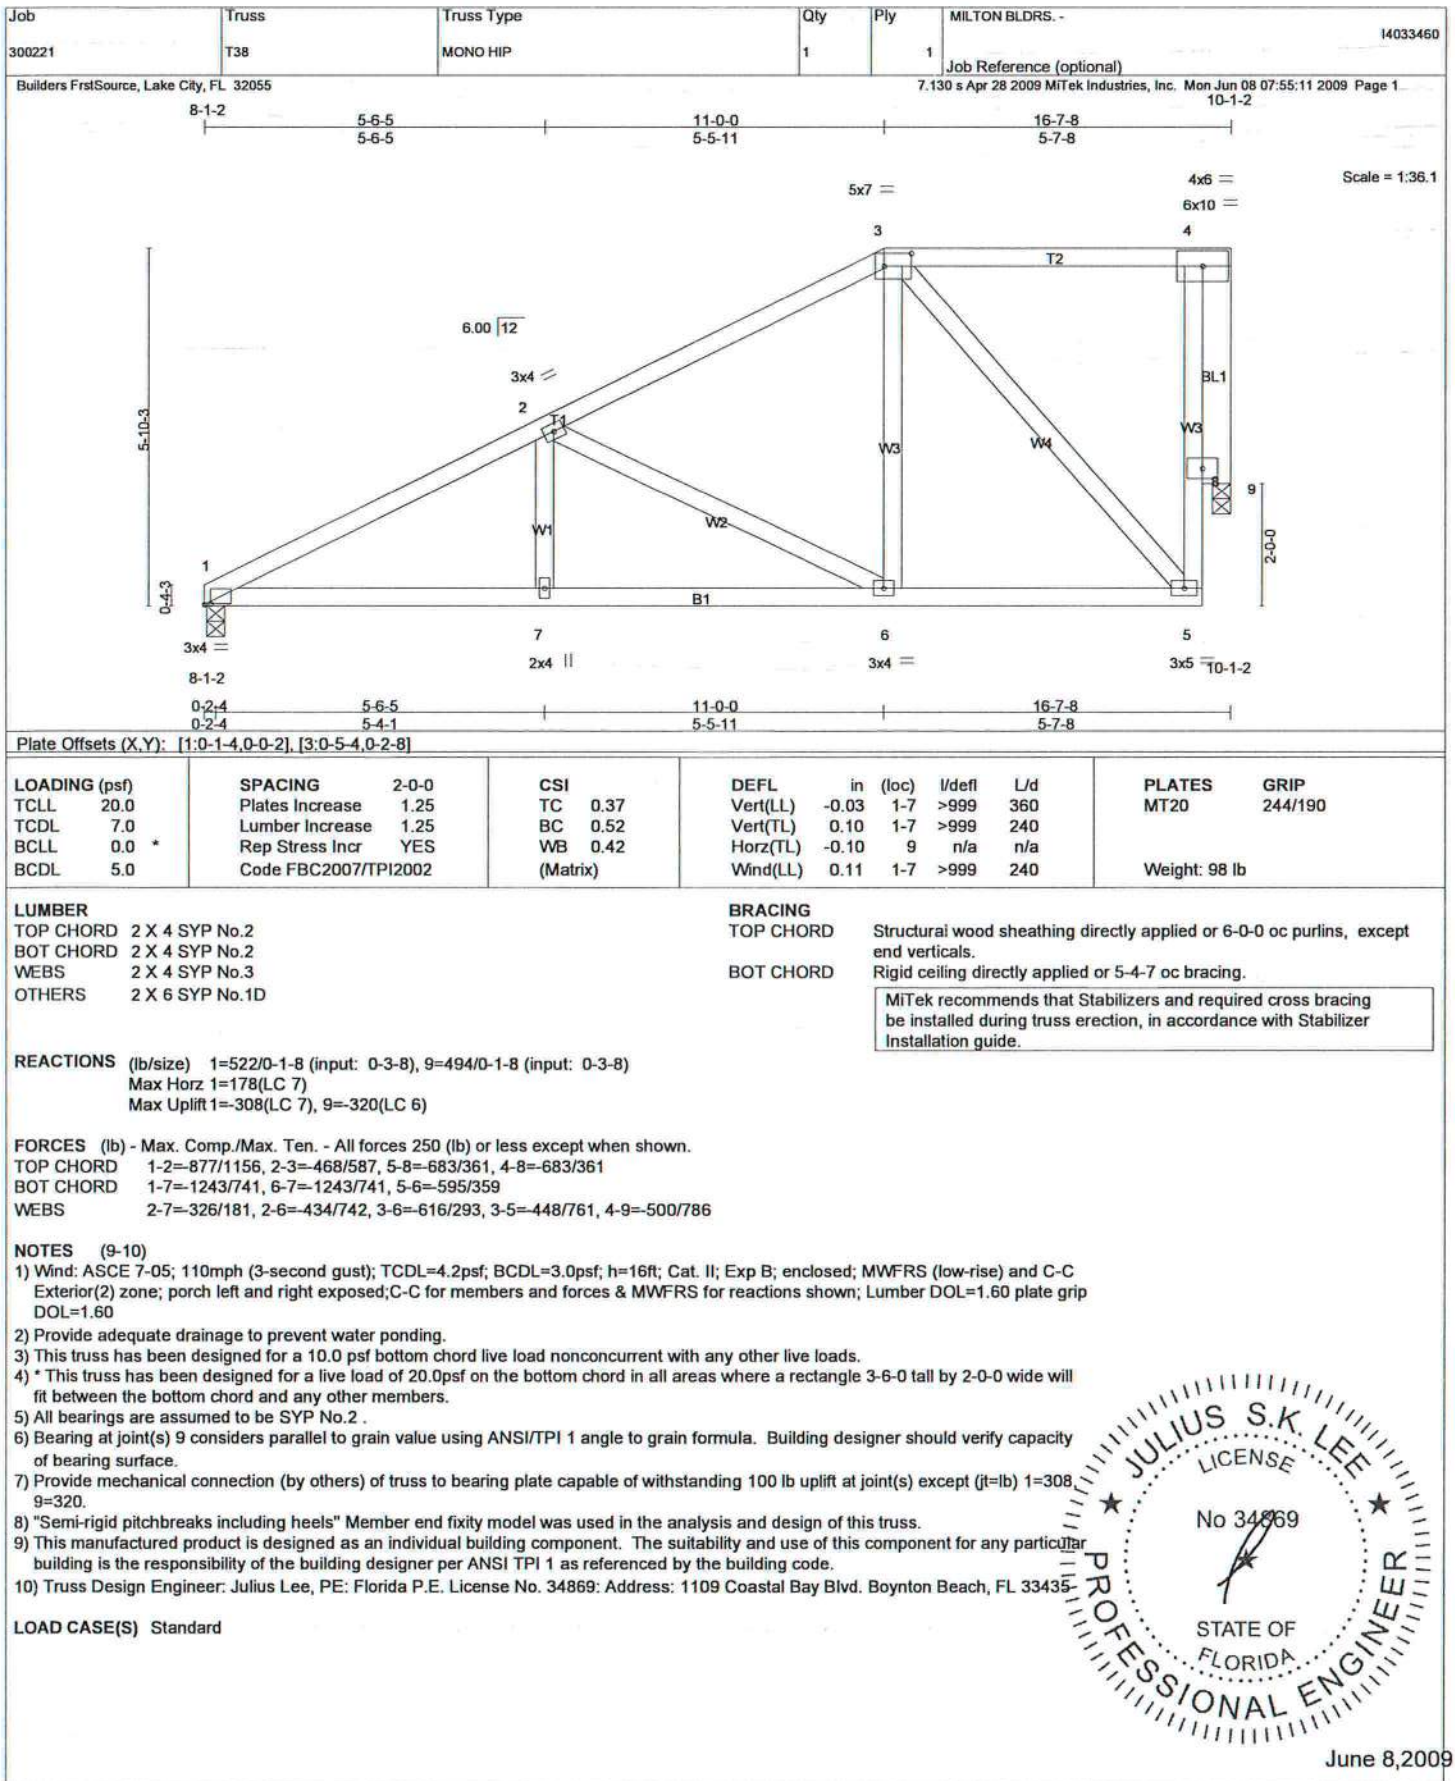 Job Truss Truss Type Qty Ply MILTON BLDRS. -
I4033460
300221 T38 MONO HIP 1 1
Job Reference (optional)
Builders FrstSource, Lake City, FL 32055 7.130 s Apr 28 2009 MiTek Industries, Inc. Mon Jun 08 07:55:11 2009 Page 1
8-1-2 10-1-2
5-6-5 11-0-0 16-7-8
5-6-5 5-5-11 5-7-8
4x6 = Scale = 1:36.1
5x7 =
6x10 =
3 4
T2
6.00 12
3x4
BL1
2
T1
5-10-3
W3 W4 W3
8 9
W1 W2
2-0-0
1
0-4-3
B1
7 6 5
3x4 =
2x4 || 3x4 = 3x5 = 10-1-2
8-1-2
0-2-4 5-6-5 11-0-0 16-7-8
0-2-4 5-4-1 5-5-11 5-7-8
Plate Offsets (X,Y): [1:0-1-4,0-0-2], [3:0-5-4,0-2-8]
LOADING (psf) SPACING 2-0-0 CSI DEFL in (loc) l/defl L/d PLATES GRIP
TCLL 20.0 Plates Increase 1.25 TC 0.37 Vert(LL) -0.03 1-7 >999 360 MT20 244/190
TCDL 7.0 Lumber Increase 1.25 BC 0.52 Vert(TL) 0.10 1-7 >999 240
BCLL 0.0 * Rep Stress Incr YES WB 0.42 Horz(TL) -0.10 9 n/a n/a
BCDL 5.0 Code FBC2007/TPI2002 (Matrix) Wind(LL) 0.11 1-7 >999 240 Weight: 98 lb
LUMBER
TOP CHORD 2 X 4 SYP No.2
BOT CHORD 2 X 4 SYP No.2
WEBS 2 X 4 SYP No.3
OTHERS 2 X 6 SYP No.1D
BRACING
TOP CHORD Structural wood sheathing directly applied or 6-0-0 oc purlins, except
end verticals.
BOT CHORD Rigid ceiling directly applied or 5-4-7 oc bracing.
MiTek recommends that Stabilizers and required cross bracing
be installed during truss erection, in accordance with Stabilizer
Installation guide.
REACTIONS (lb/size) 1=522/0-1-8 (input: 0-3-8), 9=494/0-1-8 (input: 0-3-8)
Max Horz 1=178(LC 7)
Max Uplift 1=-308(LC 7), 9=-320(LC 6)
FORCES (lb) - Max. Comp./Max. Ten. - All forces 250 (lb) or less except when shown.
TOP CHORD 1-2=-877/1156, 2-3=-468/587, 5-8=-683/361, 4-8=-683/361
BOT CHORD 1-7=-1243/741, 6-7=-1243/741, 5-6=-595/359
WEBS 2-7=-326/181, 2-6=-434/742, 3-6=-616/293, 3-5=-448/761, 4-9=-500/786
NOTES (9-10)
1) Wind: ASCE 7-05; 110mph (3-second gust); TCDL=4.2psf; BCDL=3.0psf; h=16ft; Cat. II; Exp B; enclosed; MWFRS (low-rise) and C-C
Exterior(2) zone; porch left and right exposed;C-C for members and forces & MWFRS for reactions shown; Lumber DOL=1.60 plate grip
DOL=1.60
2) Provide adequate drainage to prevent water ponding.
3) This truss has been designed for a 10.0 psf bottom chord live load nonconcurrent with any other live loads.
4) * This truss has been designed for a live load of 20.0psf on the bottom chord in all areas where a rectangle 3-6-0 tall by 2-0-0 wide will
fit between the bottom chord and any other members.
5) All bearings are assumed to be SYP No.2 .
6) Bearing at joint(s) 9 considers parallel to grain value using ANSI/TPI 1 angle to grain formula. Building designer should verify capacity
of bearing surface.
7) Provide mechanical connection (by others) of truss to bearing plate capable of withstanding 100 lb uplift at joint(s) except (jt=lb) 1=308,
9=320.
8) "Semi-rigid pitchbreaks including heels" Member end fixity model was used in the analysis and design of this truss.
9) This manufactured product is designed as an individual building component. The suitability and use of this component for any particular
building is the responsibility of the building designer per ANSI TPI 1 as referenced by the building code.
10) Truss Design Engineer: Julius Lee, PE: Florida P.E. License No. 34869: Address: 1109 Coastal Bay Blvd. Boynton Beach, FL 33435
LOAD CASE(S) Standard
JULIUS S.K. LEE
LICENSE
No 34869
STATE OF
FLORIDA
PROFESSIONAL ENGINEER
June 8,2009